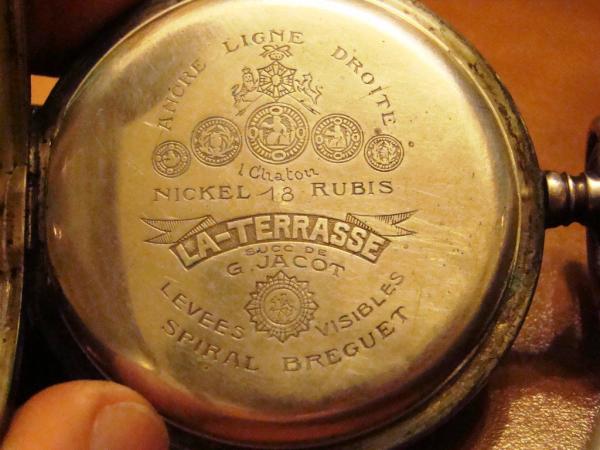 ANCRE LIGNE DROITE
1 Chaton
NICKEL 18 RUBIS
LA-TERRASSE
SUCC DE
G. JACOT
LEVEES VISIBLES
SPIRAL BREGUET